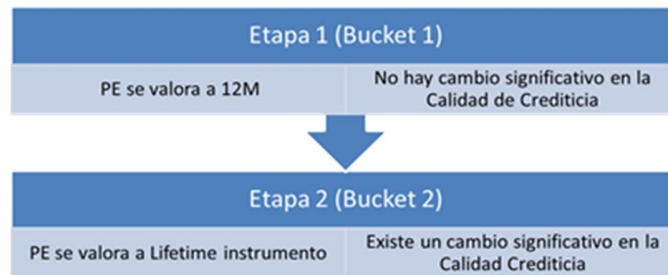 Etapa 1 (Bucket 1)
PE se valora a 12M
No hay cambio significativo en la
Calidad de Crediticia
Etapa 2 (Bucket 2)
PE se valora a Lifetime instrumento
Existe un cambio significativo en la
Calidad Crediticia